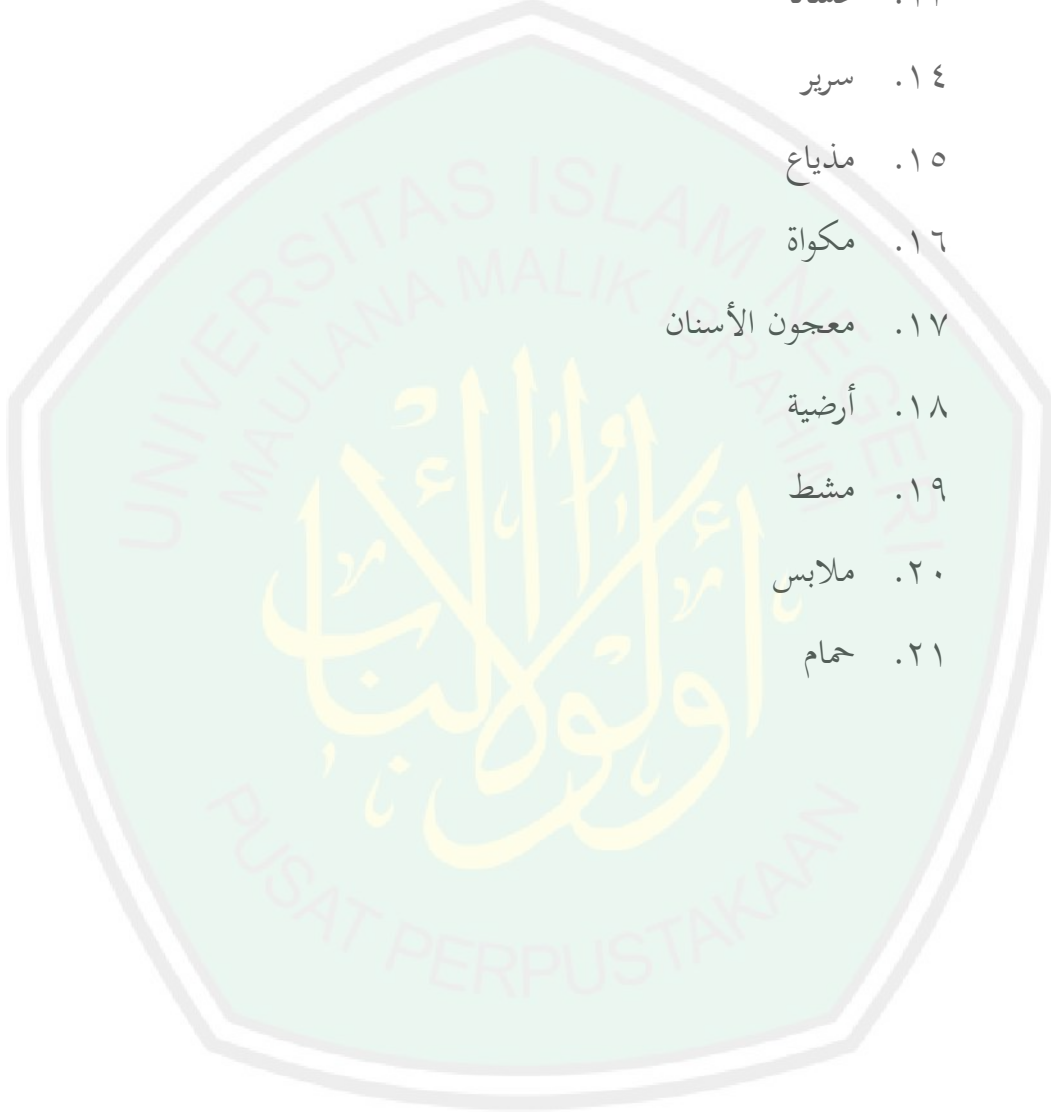 ١٤. سرير
١٥. مذياع
١٦. مكواة
١٧. معجون الأسنان
١٨. أرضية
١٩. مشط
٢٠. ملابس
٢١. حمام
UNIVERSITAS ISLAM NEGERI
MAULANA MALIK IBRAHIM
PUSAT PERPUSTAKAAN